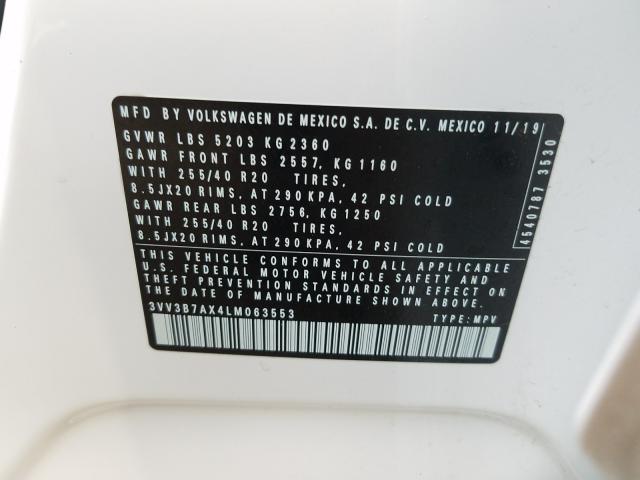 MFD BY VOLKSWAGEN DE MEXICO S.A. DE C.V. MEXICO 11/19
GVWR LBS 5203 KG 2360
GAWR FRONT LBS 2557, KG 1160
WITH 255/40 R20 TIRES,
8.5JX20 RIMS, AT 290 KPA, 42 PSI COLD
GAWR REAR LBS 2756, KG 1250
WITH 255/40 R20 TIRES,
8.5JX20 RIMS, AT 290 KPA, 42 PSI COLD
THIS VEHICLE CONFORMS TO ALL APPLICABLE
U.S. FEDERAL MOTOR VEHICLE SAFETY AND
THEFT PREVENTION STANDARDS IN EFFECT ON
THE DATE OF MANUFACTURE SHOWN ABOVE.
3VV3B7AX4LM063553 TYPE: MPV
4540787 3530